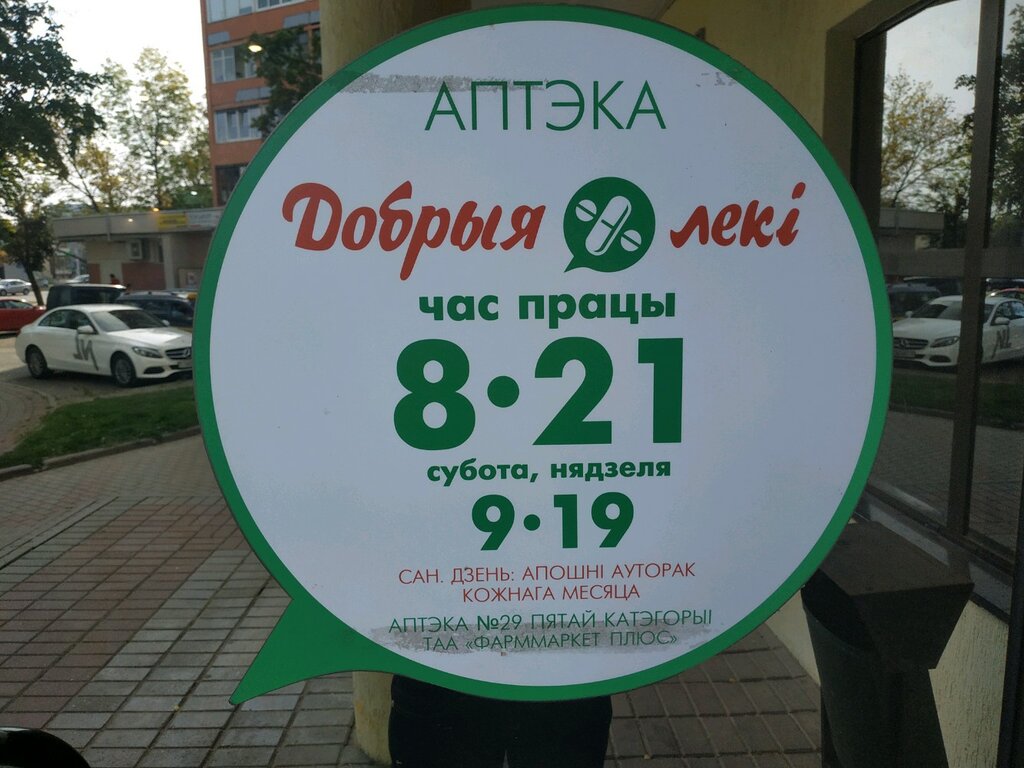 АПТЭКА
Добрыя лекі
час працы
8•21
субота, нядзеля
9•19
САН. ДЗЕНЬ: АПОШНІ АУТОРАК
КОЖНАГА МЕСЯЦА
АПТЭКА №29 ПЯТАЙ КАТЭГОРЫІ
ТАА «ФАРММАРКЕТ ПЛЮС»